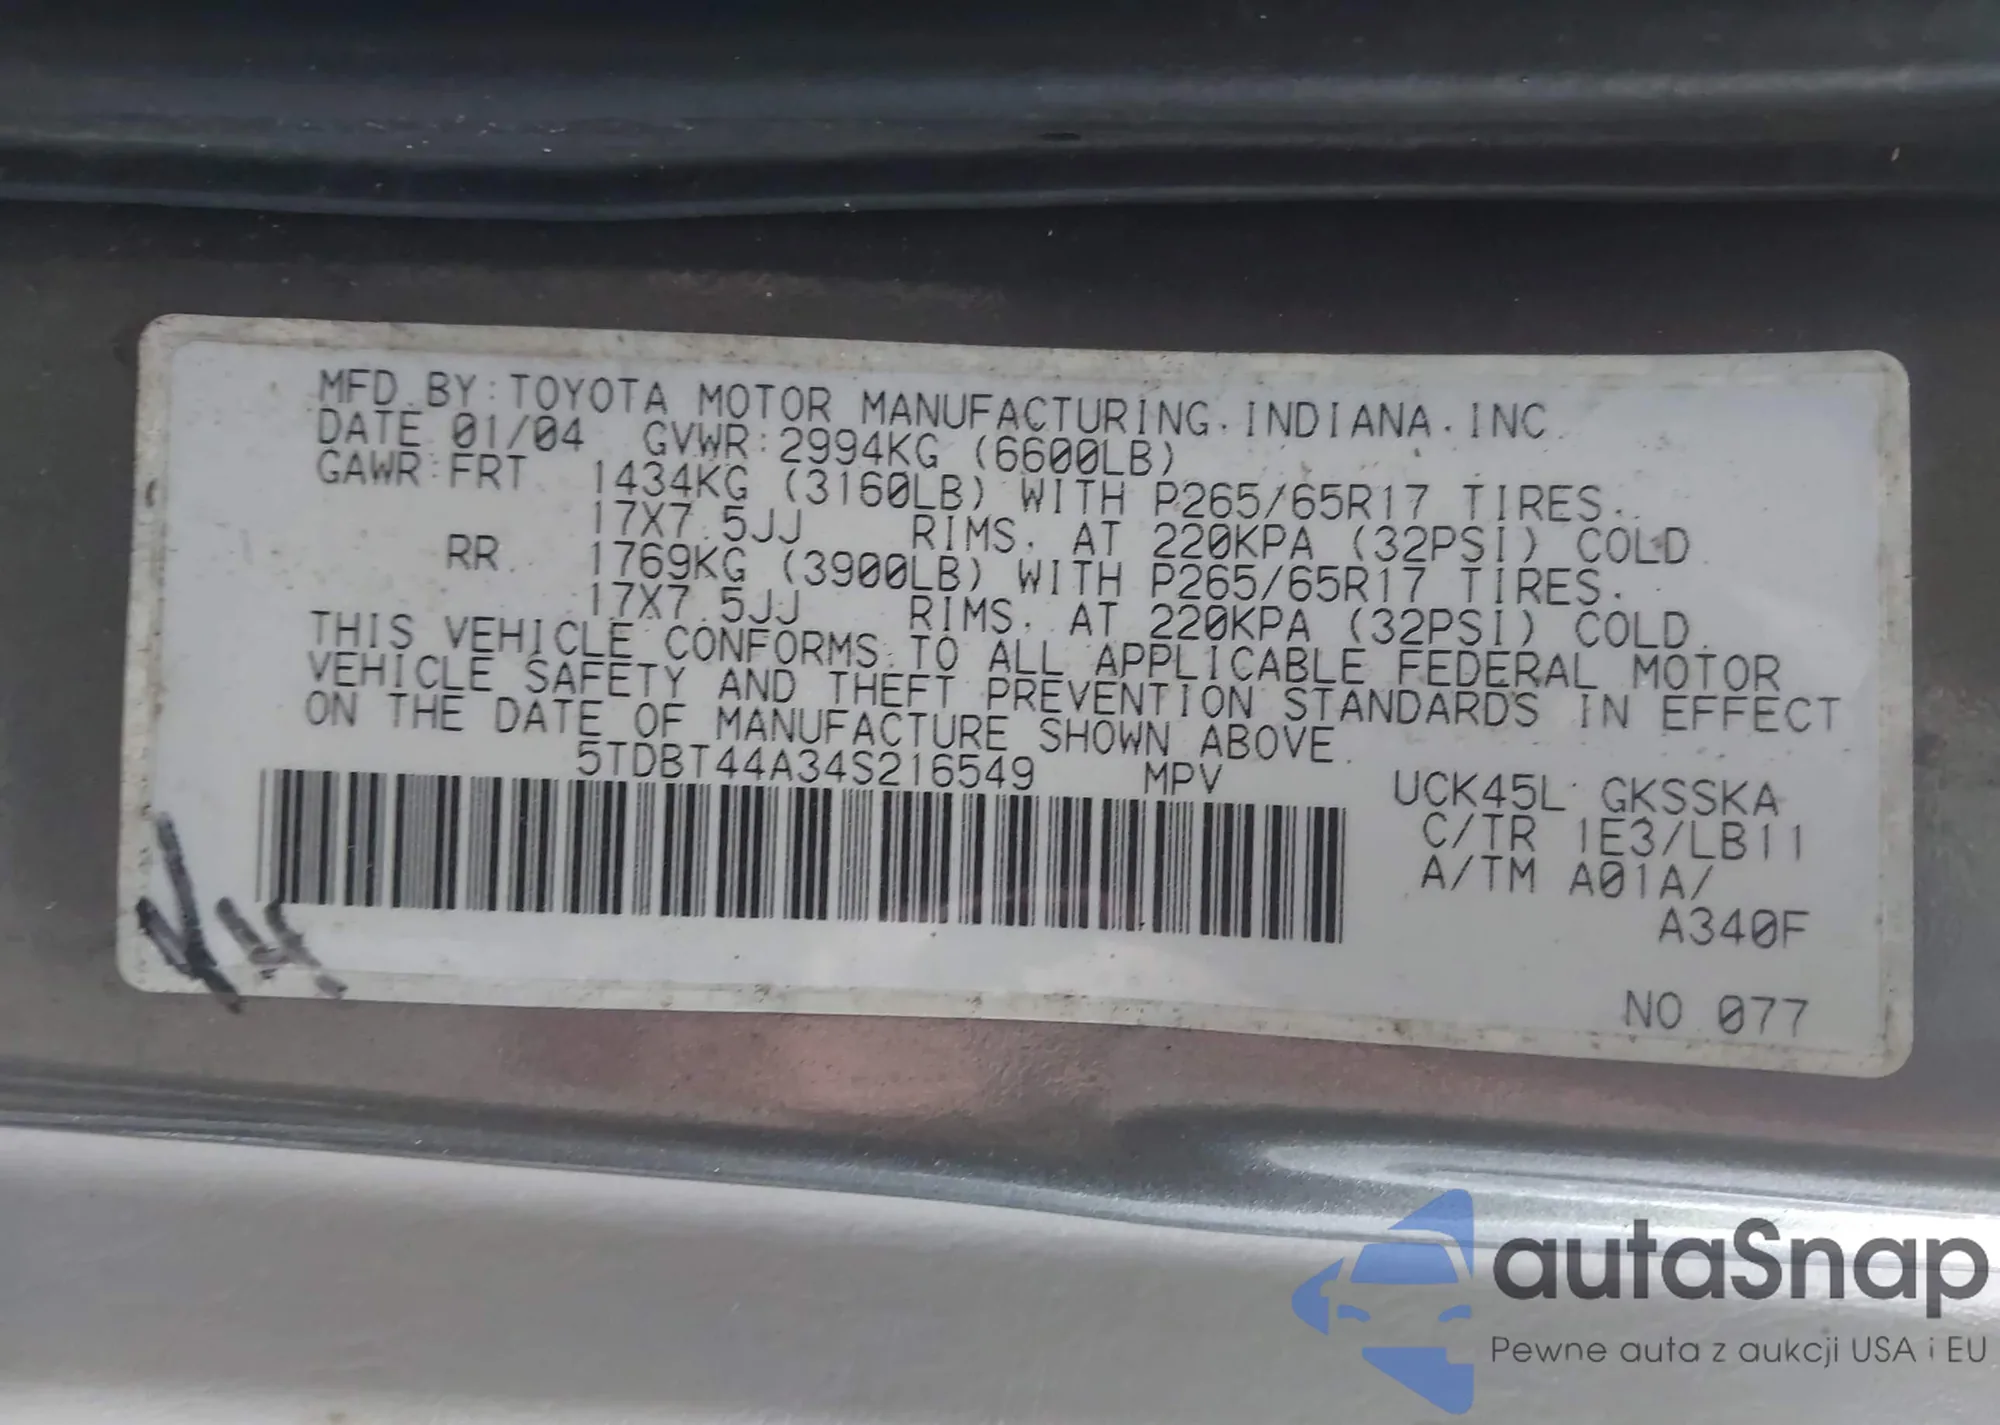 MFD.BY:TOYOTA MOTOR MANUFACTURING.INDIANA.INC.
DATE 01/04 GVWR:2994KG (6600LB)
GAWR:FRT 1434KG (3160LB) WITH P265/65R17 TIRES.
17X7.5JJ RIMS. AT 220KPA (32PSI) COLD
RR 1769KG (3900LB) WITH P265/65R17 TIRES.
17X7.5JJ RIMS. AT 220KPA (32PSI) COLD.
THIS VEHICLE CONFORMS TO ALL APPLICABLE FEDERAL MOTOR
VEHICLE SAFETY AND THEFT PREVENTION STANDARDS IN EFFECT
ON THE DATE OF MANUFACTURE SHOWN ABOVE.
5TDBT44A34S216549 MPV
UCK45L GKSSKA
C/TR 1E3/LB11
A/TM A01A/
A340F
NO 077
autaSnap
Pewne auta z aukcji USA i EU